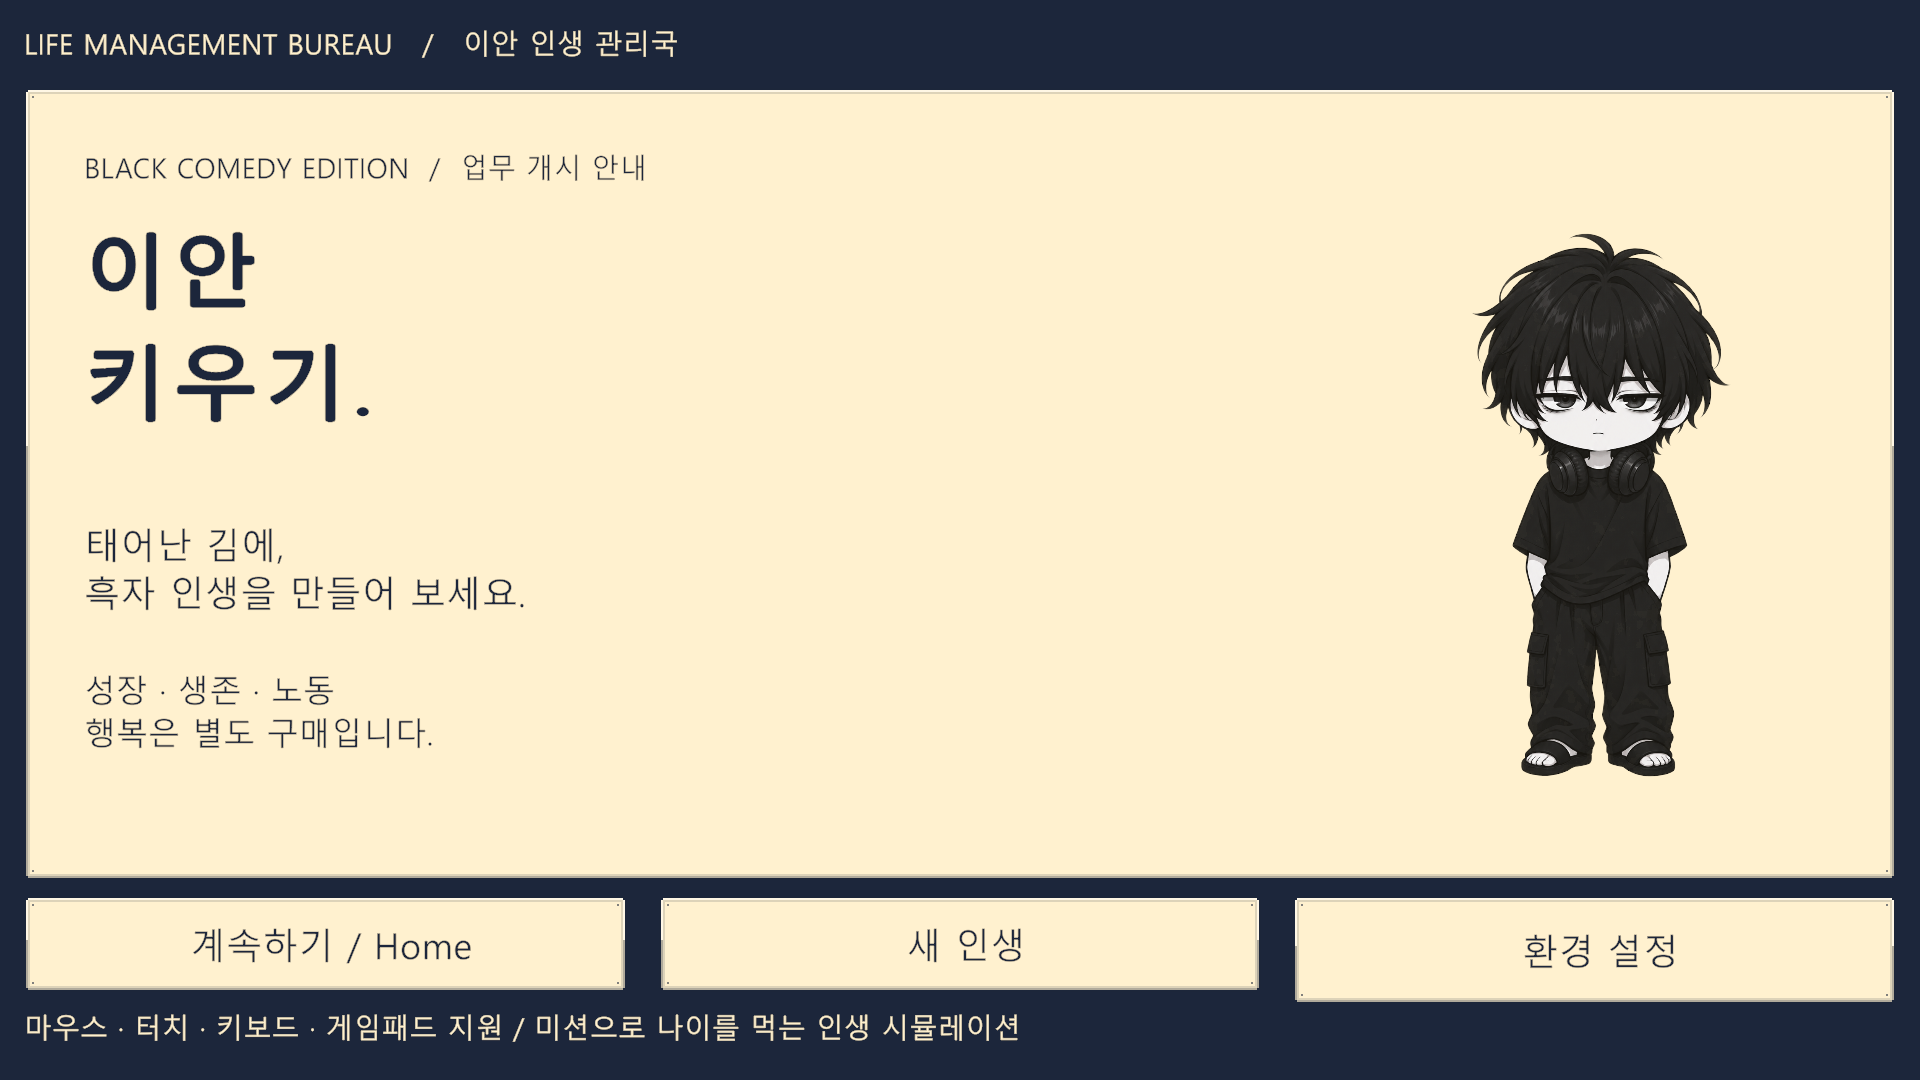 LIFE MANAGEMENT BUREAU / 이안 인생 관리국
BLACK COMEDY EDITION / 업무 개시 안내
이안
키우기.
태어난 김에,
흑자 인생을 만들어 보세요.
성장 · 생존 · 노동
행복은 별도 구매입니다.
계속하기 / Home
새 인생
환경 설정
마우스 · 터치 · 키보드 · 게임패드 지원 / 미션으로 나이를 먹는 인생 시뮬레이션